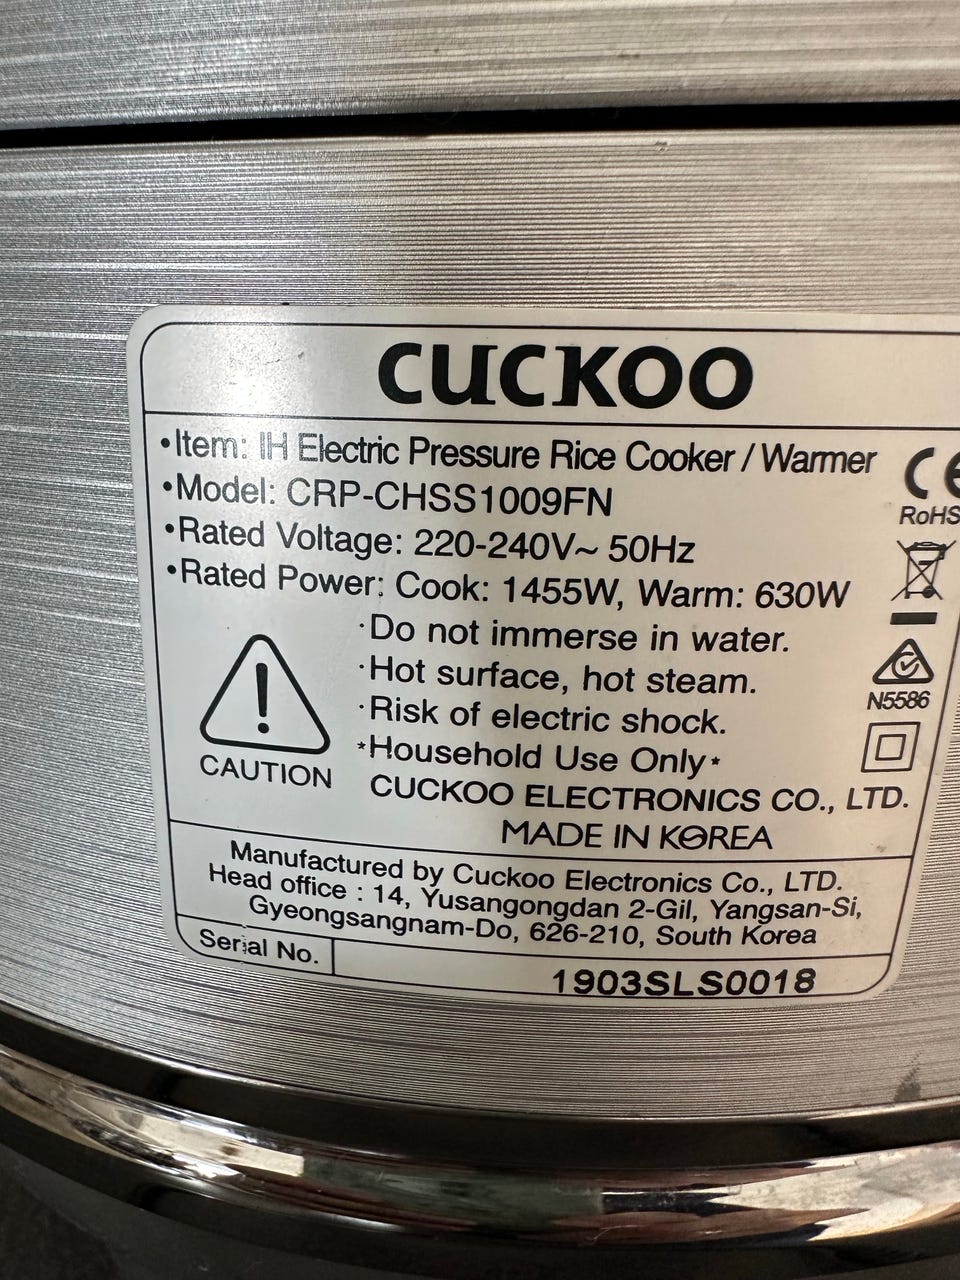 CUCKOO
•Item: IH Electric Pressure Rice Cooker / Warmer
•Model: CRP-CHSS1009FN
•Rated Voltage: 220-240V~ 50Hz
•Rated Power: Cook: 1455W, Warm: 630W
·Do not immerse in water.
·Hot surface, hot steam.
·Risk of electric shock.
*Household Use Only*
CAUTION
CUCKOO ELECTRONICS CO., LTD.
MADE IN KOREA
CE
RoHS
N5586
Manufactured by Cuckoo Electronics Co., LTD.
Head office : 14, Yusangongdan 2-Gil, Yangsan-Si,
Gyeongsangnam-Do, 626-210, South Korea
Serial No.
1903SLS0018